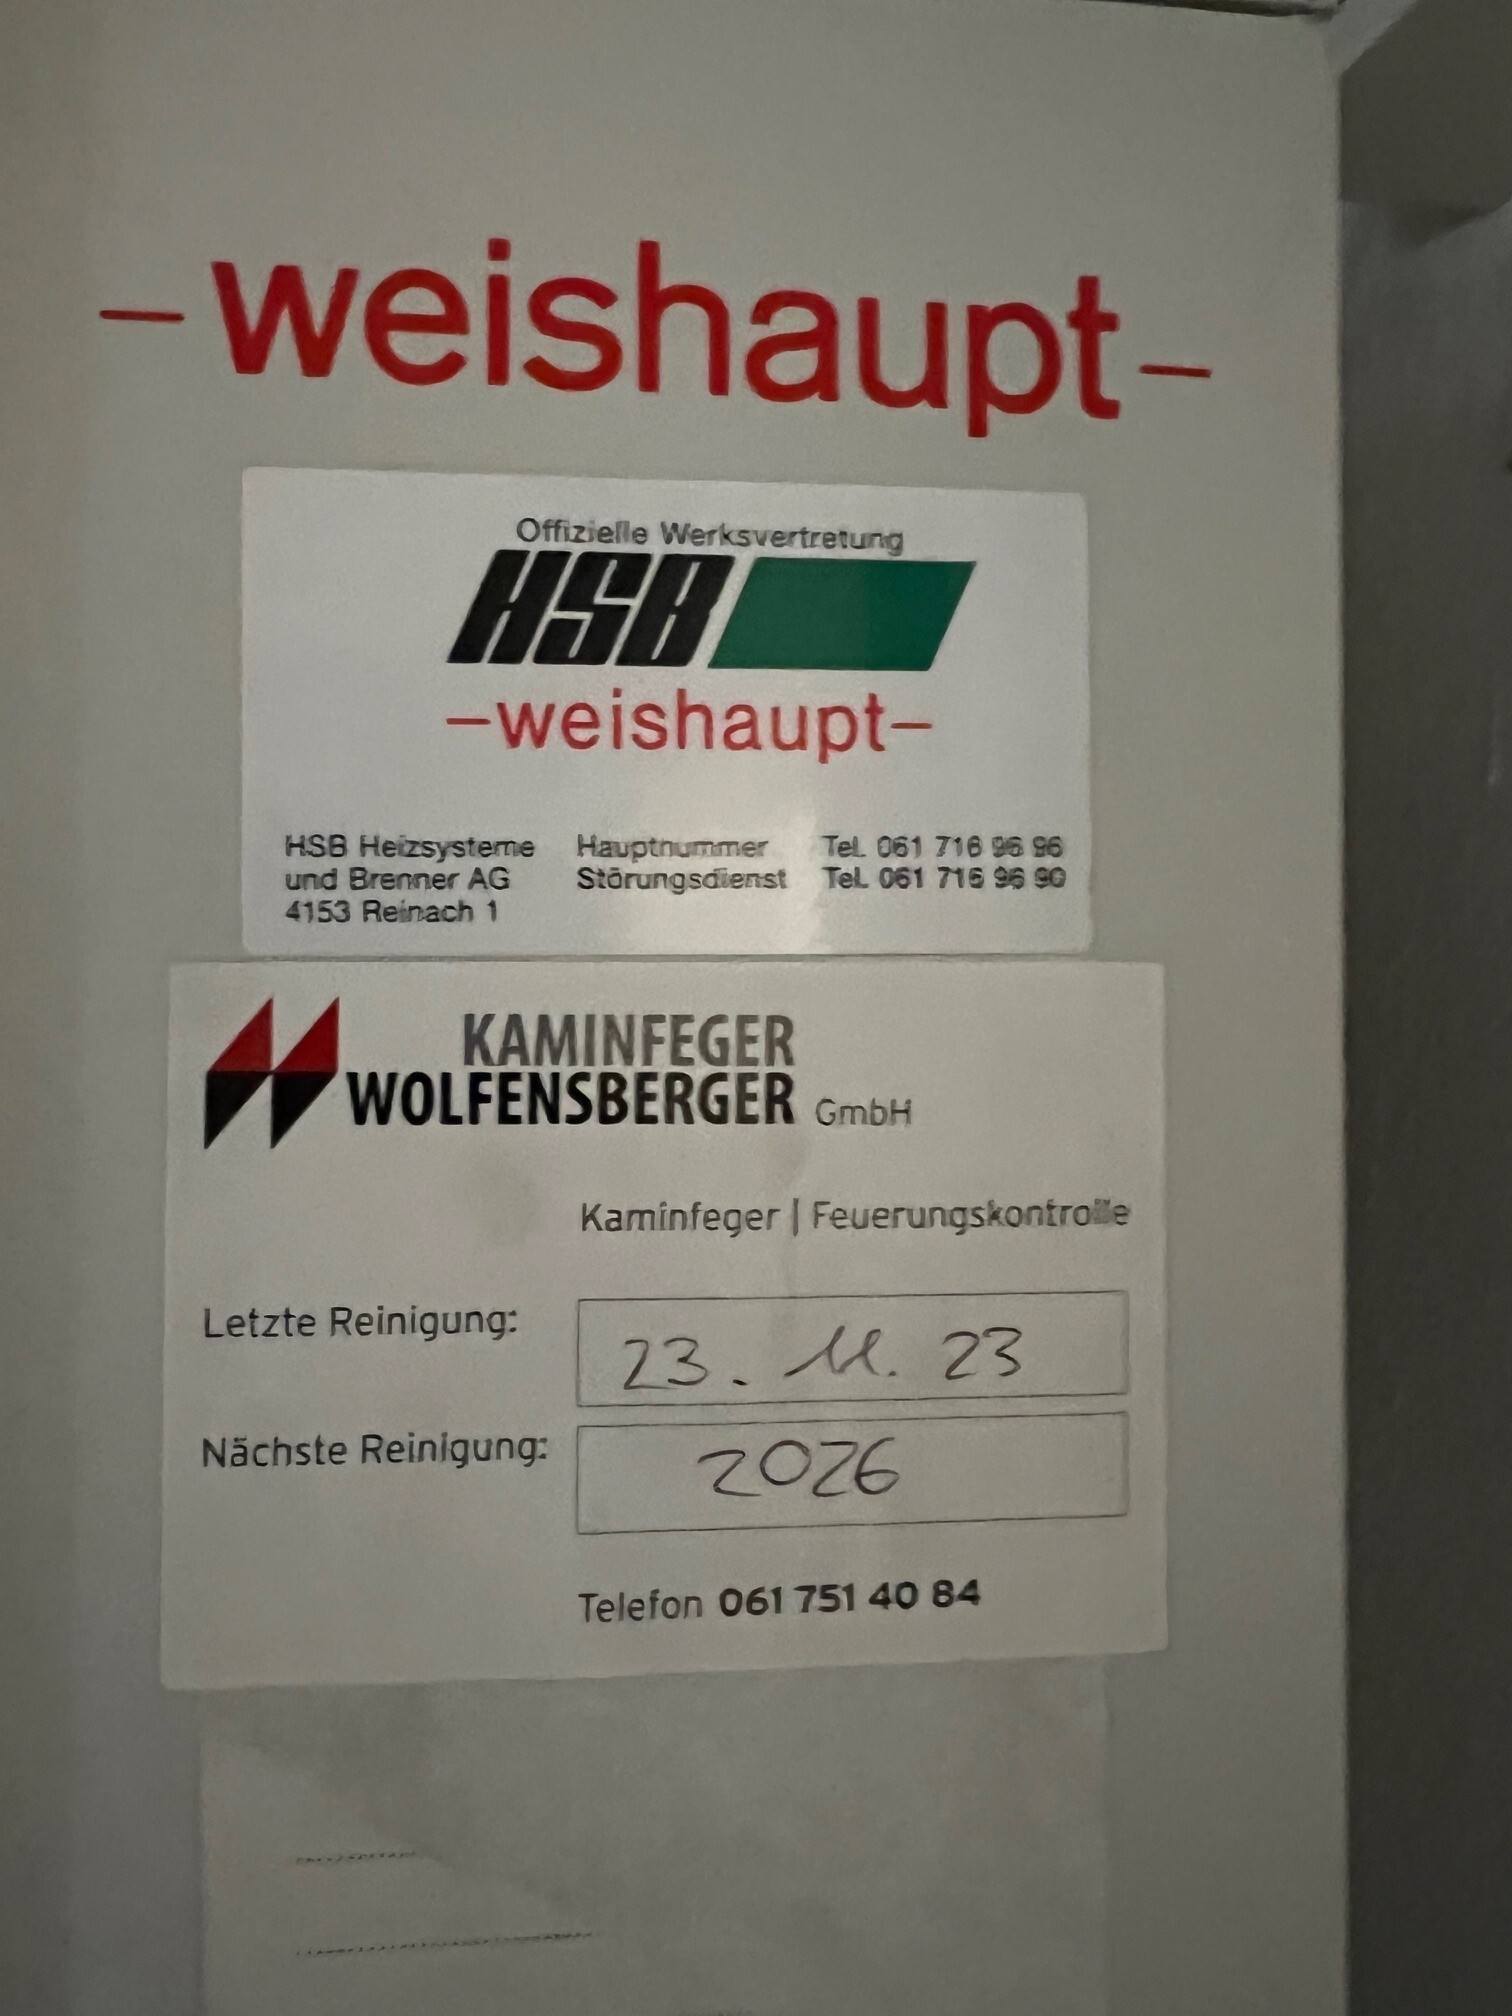 -weishaupt-
Offizielle Werksvertretung
HSB
-weishaupt-
HSB Heizsysteme Hauptnummer Tel. 061 716 96 96
und Brenner AG Störungsdienst Tel. 061 716 96 90
4153 Reinach 1
KAMINFEGER
WOLFENSBERGER GmbH
Kaminfeger | Feuerungskontrolle
Letzte Reinigung: 23. 11. 23
Nächste Reinigung: 2026
Telefon 061 751 40 84